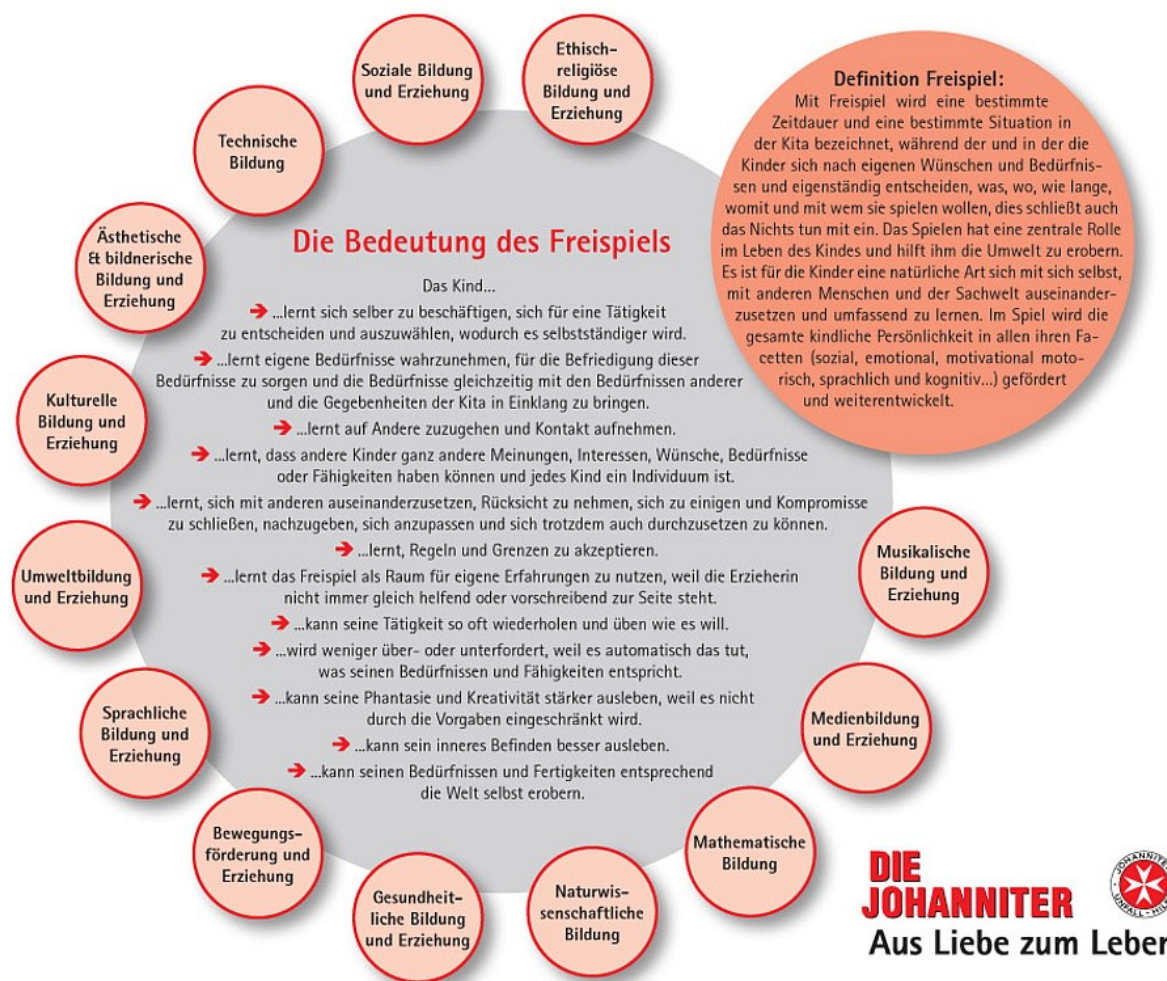 Soziale Bildung
und Erziehung
Ethisch-
religiöse
Bildung und
Erziehung
Definition Freispiel:
Mit Freispiel wird eine bestimmte
Zeitdauer und eine bestimmte Situation in
der Kita bezeichnet, während der und in der die
Kinder sich nach eigenen Wünschen und Bedürfnis-
sen und eigenständig entscheiden, was, wo, wie lange,
womit und mit wem sie spielen wollen, dies schließt auch
das Nichts tun mit ein. Das Spielen hat eine zentrale Rolle
im Leben des Kindes und hilft ihm die Umwelt zu erobern.
Es ist für die Kinder eine natürliche Art sich mit sich selbst,
mit anderen Menschen und der Sachwelt auseinander-
zusetzen und umfassend zu lernen. Im Spiel wird die
gesamte kindliche Persönlichkeit in allen ihren Fa-
cetten (sozial, emotional, motivational moto-
risch, sprachlich und kognitiv...) gefördert
und weiterentwickelt.
Technische
Bildung
Ästhetische
& bildnerische
Bildung und
Erziehung
Kulturelle
Bildung und
Erziehung
Umweltbildung
und Erziehung
Sprachliche
Bildung und
Erziehung
Bewegungs-
förderung und
Erziehung
Gesundheit-
liche Bildung
und Erziehung
Naturwis-
senschaftliche
Bildung
Mathematische
Bildung
Medienbildung
und Erziehung
Musikalische
Bildung und
Erziehung
Die Bedeutung des Freispiels
Das Kind...
➔ ...lernt sich selber zu beschäftigen, sich für eine Tätigkeit
zu entscheiden und auszuwählen, wodurch es selbstständiger wird.
➔ ...lernt eigene Bedürfnisse wahrzunehmen, für die Befriedigung dieser
Bedürfnisse zu sorgen und die Bedürfnisse gleichzeitig mit den Bedürfnissen anderer
und die Gegebenheiten der Kita in Einklang zu bringen.
➔ ...lernt auf Andere zuzugehen und Kontakt aufnehmen.
➔ ...lernt, dass andere Kinder ganz andere Meinungen, Interessen, Wünsche, Bedürfnisse
oder Fähigkeiten haben können und jedes Kind ein Individuum ist.
➔ ...lernt, sich mit anderen auseinanderzusetzen, Rücksicht zu nehmen, sich zu einigen und Kompromisse
zu schließen, nachzugeben, sich anzupassen und sich trotzdem auch durchzusetzen zu können.
➔ ...lernt, Regeln und Grenzen zu akzeptieren.
➔ ...lernt das Freispiel als Raum für eigene Erfahrungen zu nutzen, weil die Erzieherin
nicht immer gleich helfend oder vorschreibend zur Seite steht.
➔ ...kann seine Tätigkeit so oft wiederholen und üben wie es will.
➔ ...wird weniger über- oder unterfordert, weil es automatisch das tut,
was seinen Bedürfnissen und Fähigkeiten entspricht.
➔ ...kann seine Phantasie und Kreativität stärker ausleben, weil es nicht
durch die Vorgaben eingeschränkt wird.
➔ ...kann sein inneres Befinden besser ausleben.
➔ ...kann seinen Bedürfnissen und Fertigkeiten entsprechend
die Welt selbst erobern.
DIE
JOHANNITER
Aus Liebe zum Leben